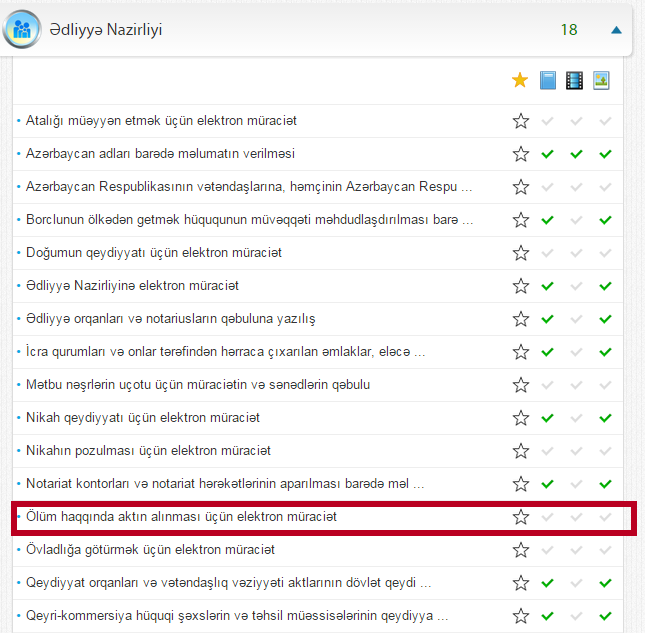 Ədliyyə Nazirliyi 18
Atalığı müəyyən etmək üçün elektron müraciət
Azərbaycan adları barədə məlumatın verilməsi
Azərbaycan Respublikasının vətəndaşlarına, həmçinin Azərbaycan Respu ...
Borclunun ölkədən getmək hüququnun müvəqqəti məhdudlaşdırılması barə ...
Doğumun qeydiyyatı üçün elektron müraciət
Ədliyyə Nazirliyinə elektron müraciət
Ədliyyə orqanları və notariusların qəbuluna yazılış
İcra qurumları və onlar tərəfindən hərraca çıxarılan əmlaklar, eləcə ...
Mətbu nəşrlərin uçotu üçün müraciətin və sənədlərin qəbulu
Nikah qeydiyyatı üçün elektron müraciət
Nikahın pozulması üçün elektron müraciət
Notariat kontorları və notariat hərəkətlərinin aparılması barədə məl ...
Ölüm haqqında aktın alınması üçün elektron müraciət
Övladlığa götürmək üçün elektron müraciət
Qeydiyyat orqanları və vətəndaşlıq vəziyyəti aktlarının dövlət qeydi ...
Qeyri-kommersiya hüquqi şəxslərin və təhsil müəssisələrinin qeydiyya ...